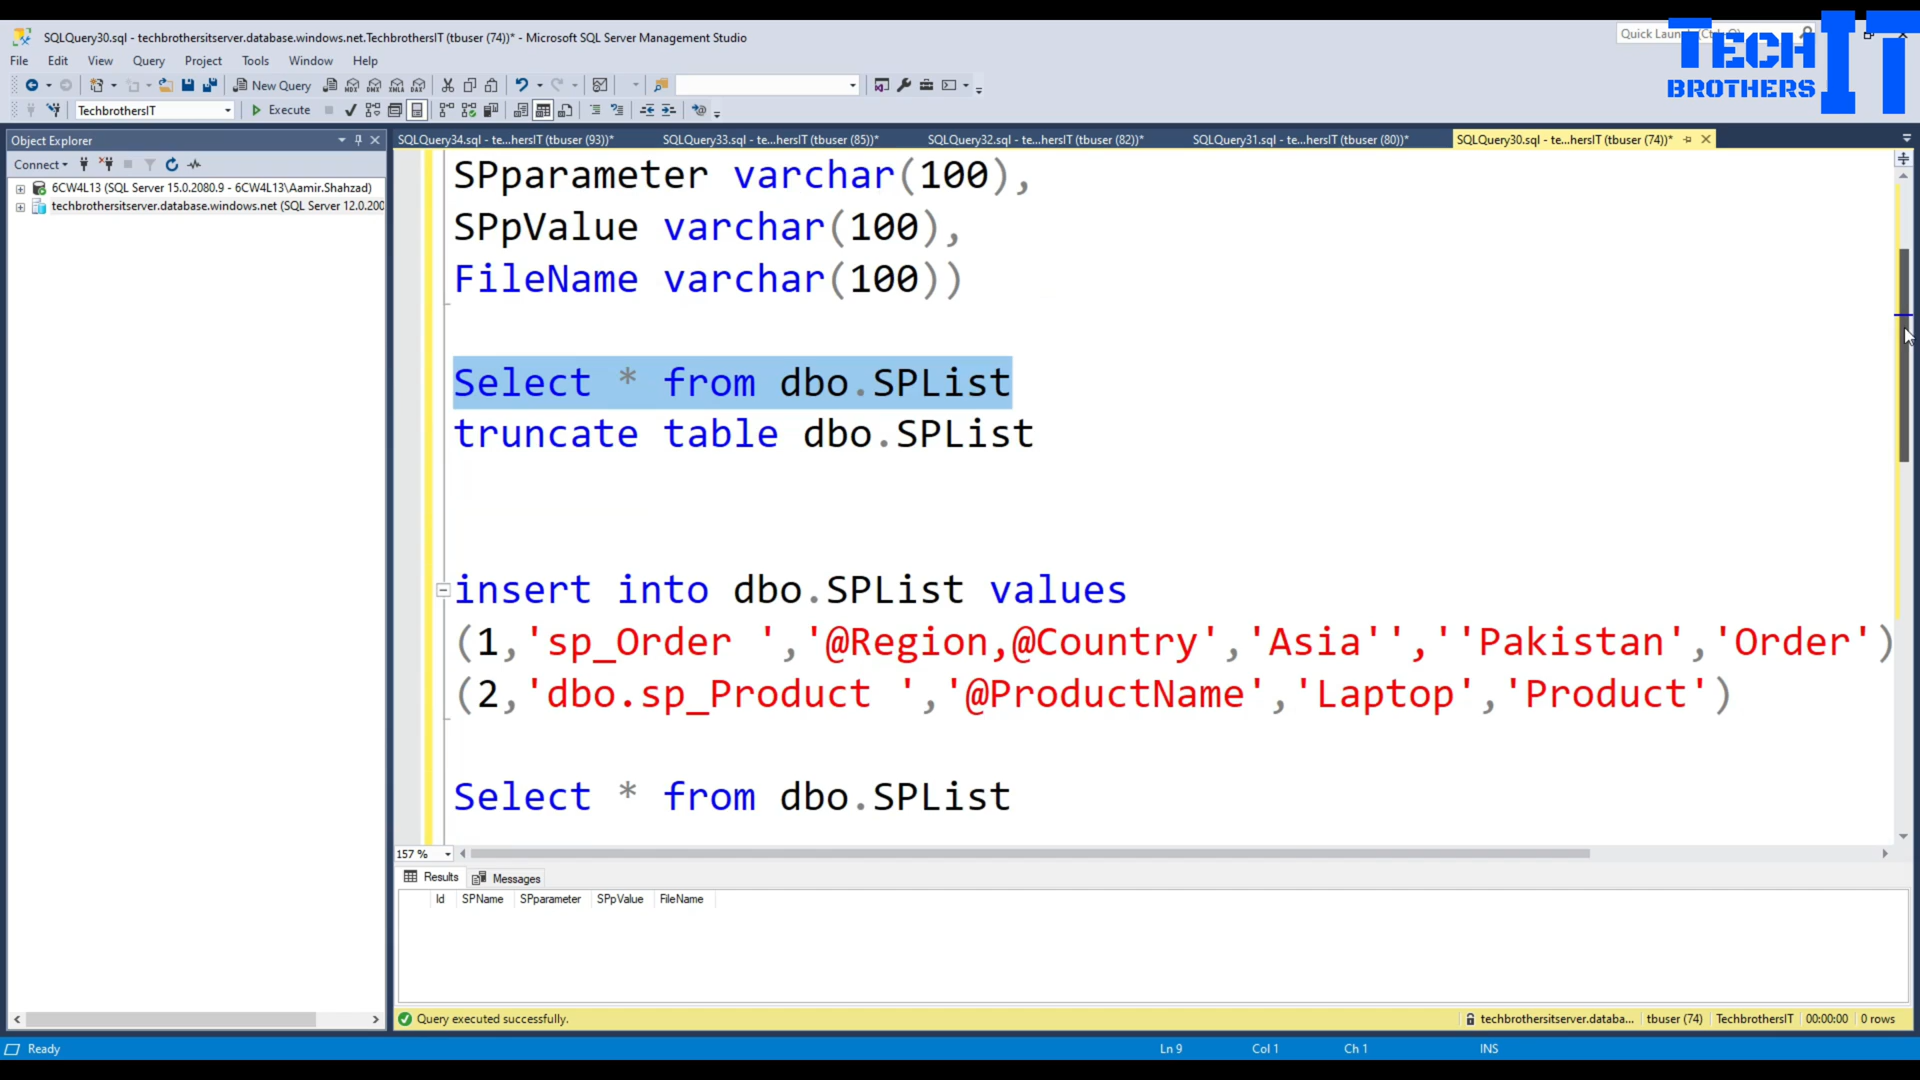 SQLQuery30.sql - techbrothersitserver.database.windows.net.TechbrothersIT (tbuser (74))* - Microsoft SQL Server Management Studio
TECH
BROTHERS
IT
File Edit View Query Project Tools Window Help
New Query
TechbrothersIT
Execute
Object Explorer
SQLQuery34.sql - te...hersIT (tbuser (93))*
SQLQuery33.sql - te...hersIT (tbuser (85))*
SQLQuery32.sql - te...hersIT (tbuser (82))*
SQLQuery31.sql - te...hersIT (tbuser (80))*
SQLQuery30.sql - te...hersIT (tbuser (74))*
Connect
6CW4L13 (SQL Server 15.0.2080.9 - 6CW4L13\Aamir.Shahzad)
techbrothersitserver.database.windows.net (SQL Server 12.0.200
SPparameter varchar(100),
SPpValue varchar(100),
FileName varchar(100))
Select * from dbo.SPList
truncate table dbo.SPList
insert into dbo.SPList values
(1,'sp_Order ','@Region,@Country','Asia'',''Pakistan','Order')
(2,'dbo.sp_Product ','@ProductName','Laptop','Product')
Select * from dbo.SPList
157 %
Results Messages
Id SPName SPparameter SPpValue FileName
Query executed successfully.
techbrothersitserver.databa... tbuser (74) TechbrothersIT 00:00:00 0 rows
Ready
Ln 9 Col 1 Ch 1 INS